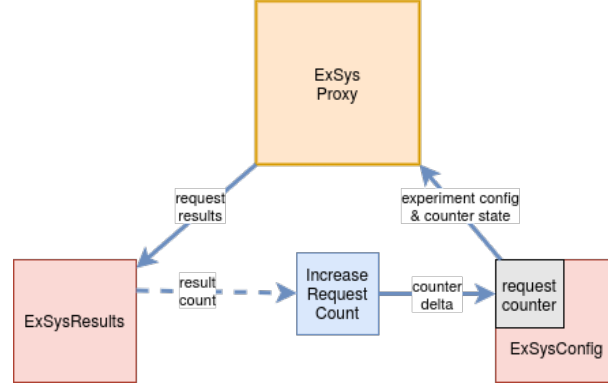 ExSys
Proxy
request
results
experiment config
& counter state
result
count
Increase
Request
Count
counter
delta
request
counter
ExSysResults
ExSysConfig